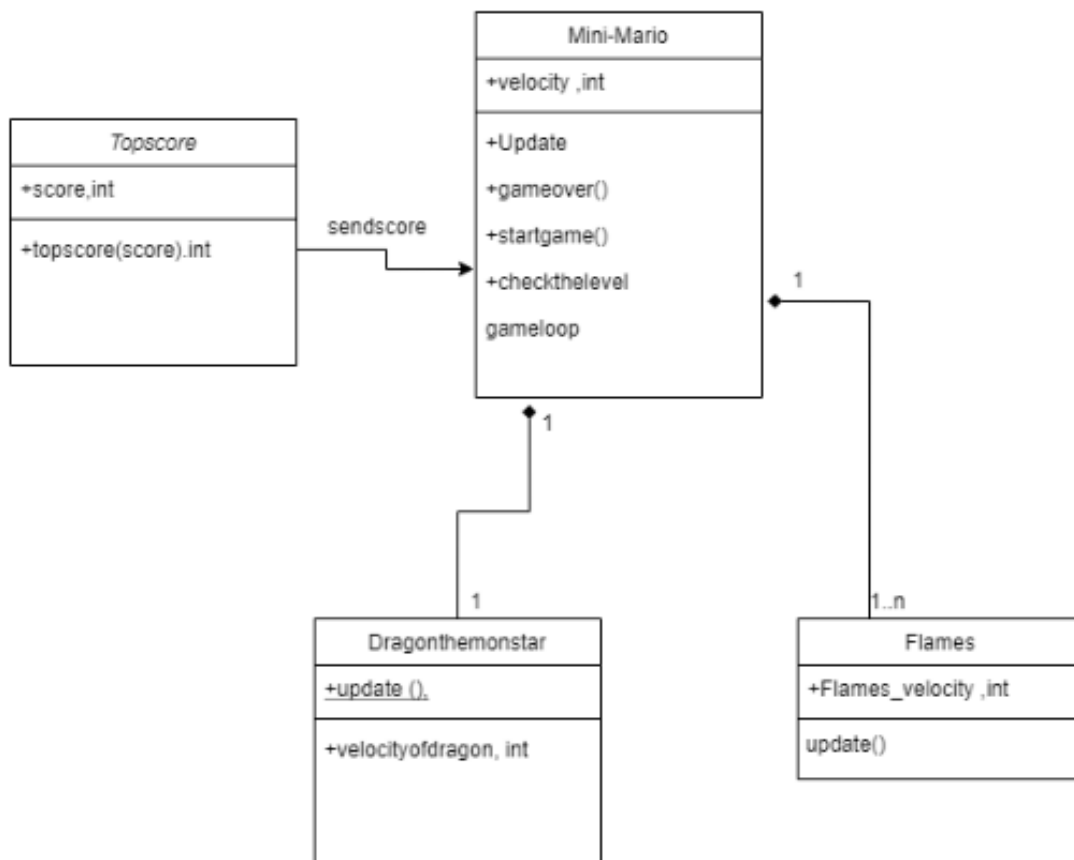 Mini-Mario
+velocity ,int
+Update
+gameover()
+startgame()
+checkthelevel
gameloop
Topscore
+score,int
+topscore(score).int
sendscore
1
1
1
1..n
Dragonthemonstar
+update (),
+velocityofdragon, int
Flames
+Flames_velocity ,int
update()